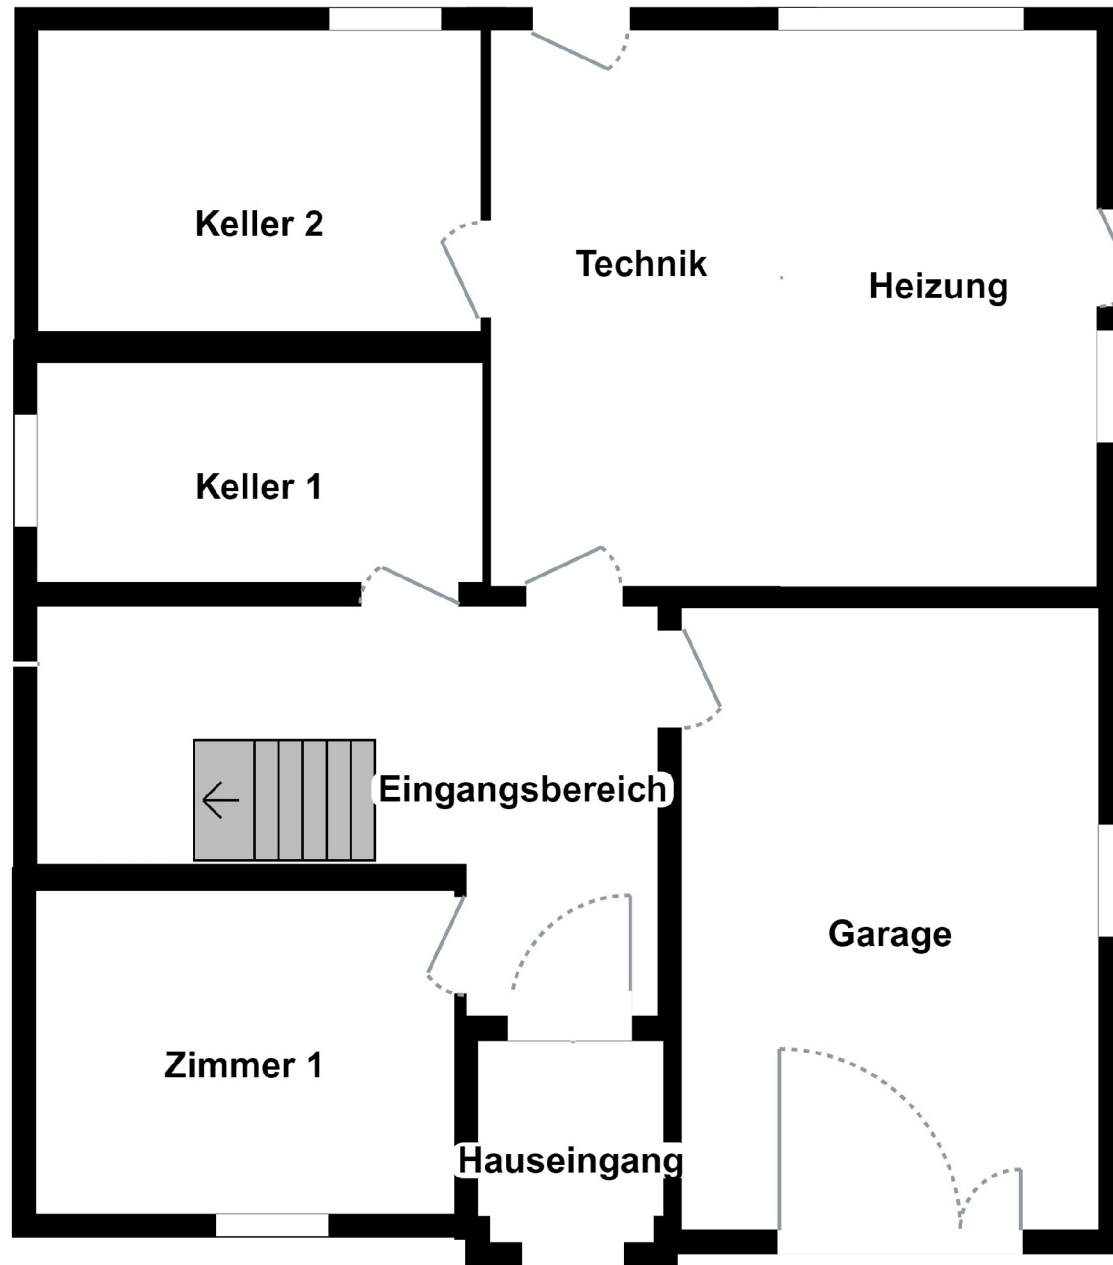 Keller 2
Technik
Heizung
Keller 1
Eingangsbereich
Garage
Zimmer 1
Hauseingang